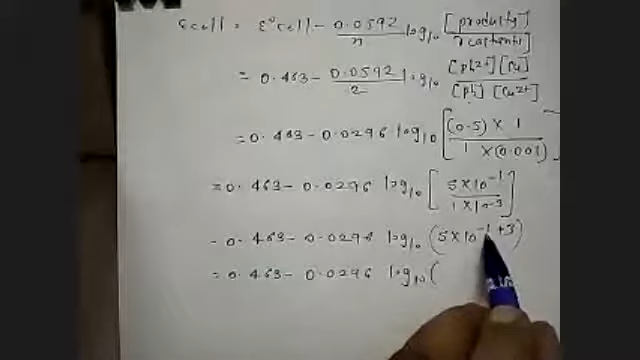 Ecell = E°cell - 0.0592/n log10 [products]/[reactants]
= 0.463 - 0.0592/2 log10 [Pb2+][Cu]/[Pb][Cu2+]
= 0.463 - 0.0296 log10 [(0.5) × 1 / 1 × (0.001)]
= 0.463 - 0.0296 log10 [5×10-1 / 1×10-3]
= 0.463 - 0.0296 log10 (5×10-1+3)
= 0.463 - 0.0296 log10 (